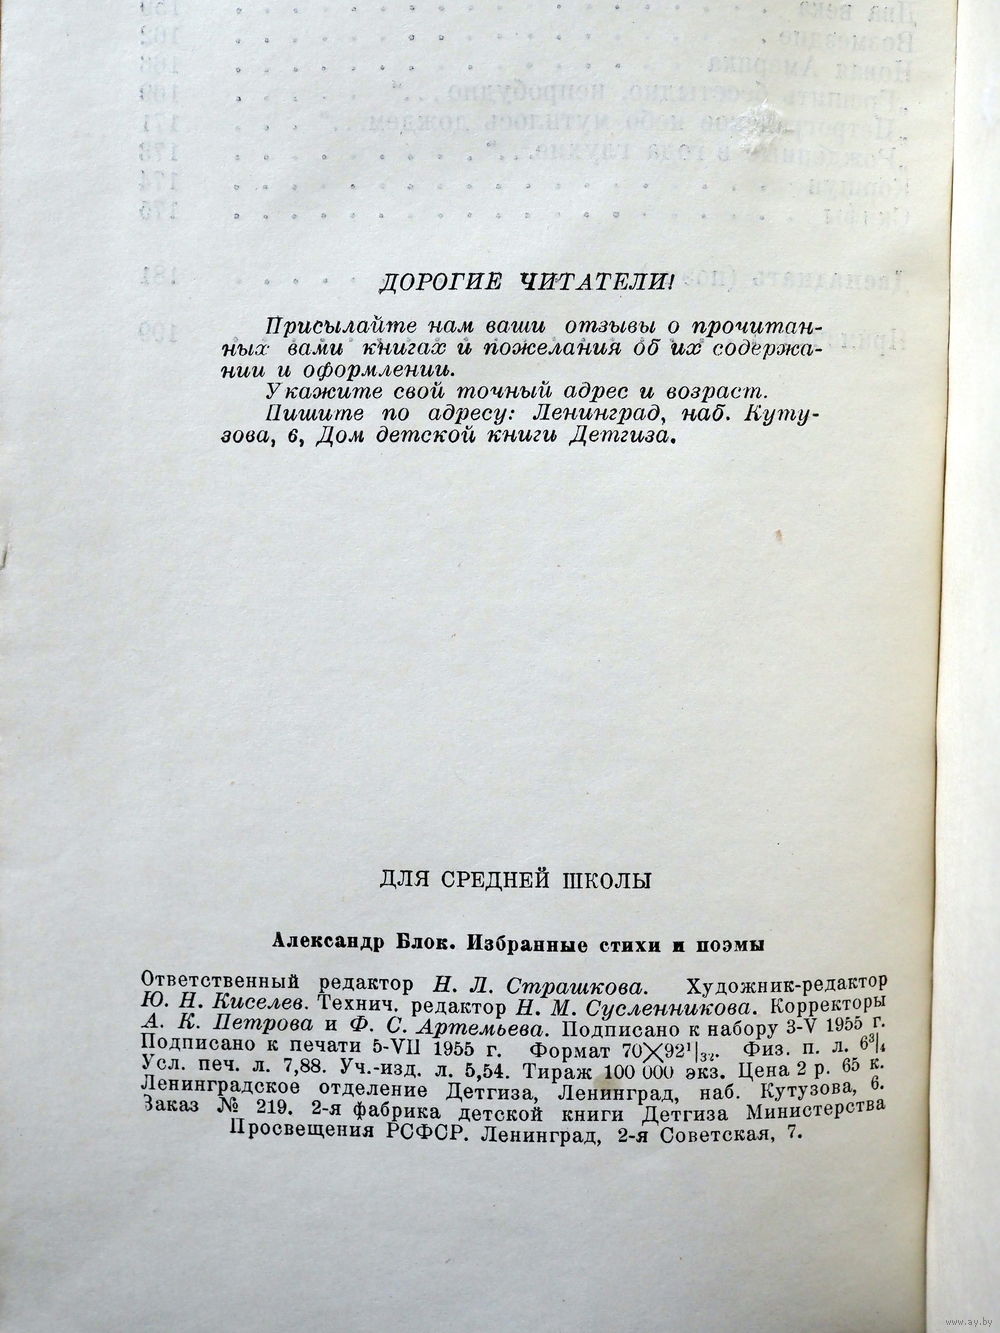 ДОРОГИЕ ЧИТАТЕЛИ!
Присылайте нам ваши отзывы о прочитан-
ных вами книгах и пожелания об их содержа-
нии и оформлении.
Укажите свой точный адрес и возраст.
Пишите по адресу: Ленинград, наб. Куту-
зова, 6, Дом детской книги Детгиза.
ДЛЯ СРЕДНЕЙ ШКОЛЫ
Александр Блок. Избранные стихи и поэмы
Ответственный редактор Н. Л. Страшкова. Художник-редактор
Ю. Н. Киселев. Технич. редактор Н. М. Сусленникова. Корректоры
А. К. Петрова и Ф. С. Артемьева. Подписано к набору 3-V 1955 г.
Подписано к печати 5-VII 1955 г. Формат 70×92¹|₃₂. Физ. п. л. 6³|₄
Усл. печ. л. 7,88. Уч.-изд. л. 5,54. Тираж 100 000 экз. Цена 2 р. 65 к.
Ленинградское отделение Детгиза, Ленинград, наб. Кутузова, 6.
Заказ № 219. 2-я фабрика детской книги Детгиза Министерства
Просвещения РСФСР. Ленинград, 2-я Советская, 7.
www.ay.by